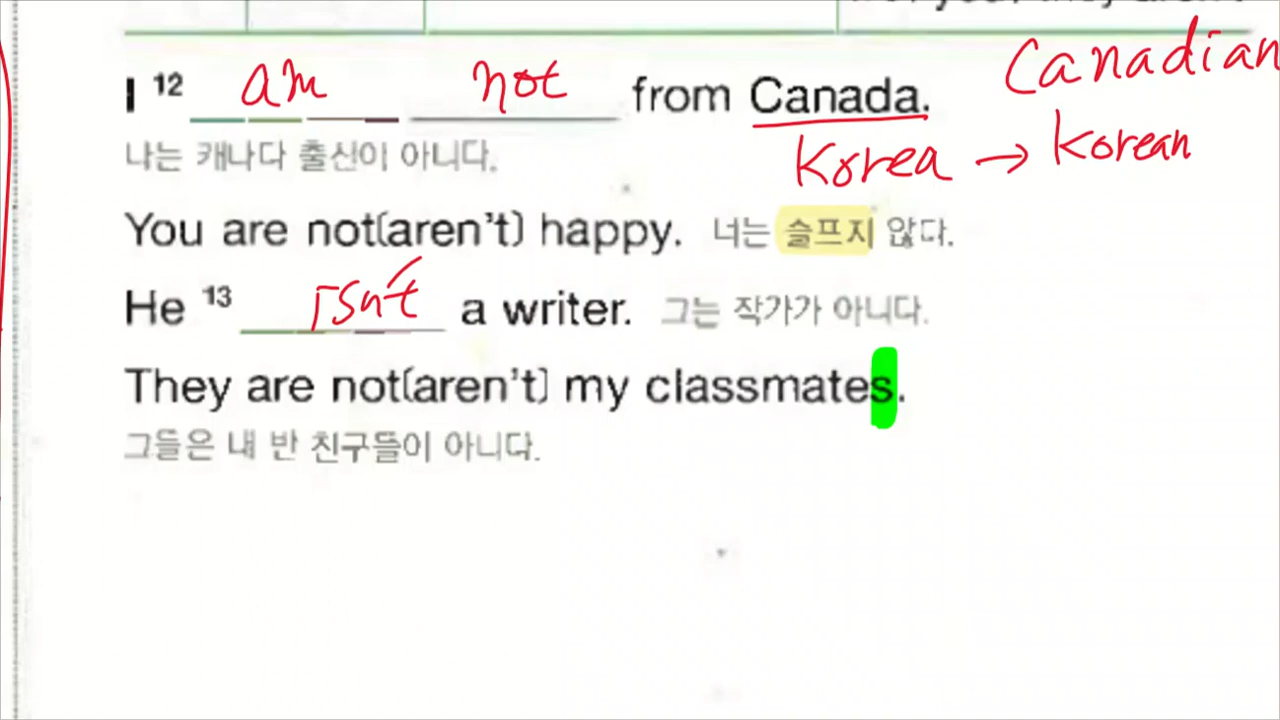 I 12 am not from Canada. Canadian
나는 캐나다 출신이 아니다. Korea → Korean
You are not(aren't) happy. 너는 슬프지 않다.
He 13 isn't a writer. 그는 작가가 아니다.
They are not(aren't) my classmates.
그들은 내 반 친구들이 아니다.